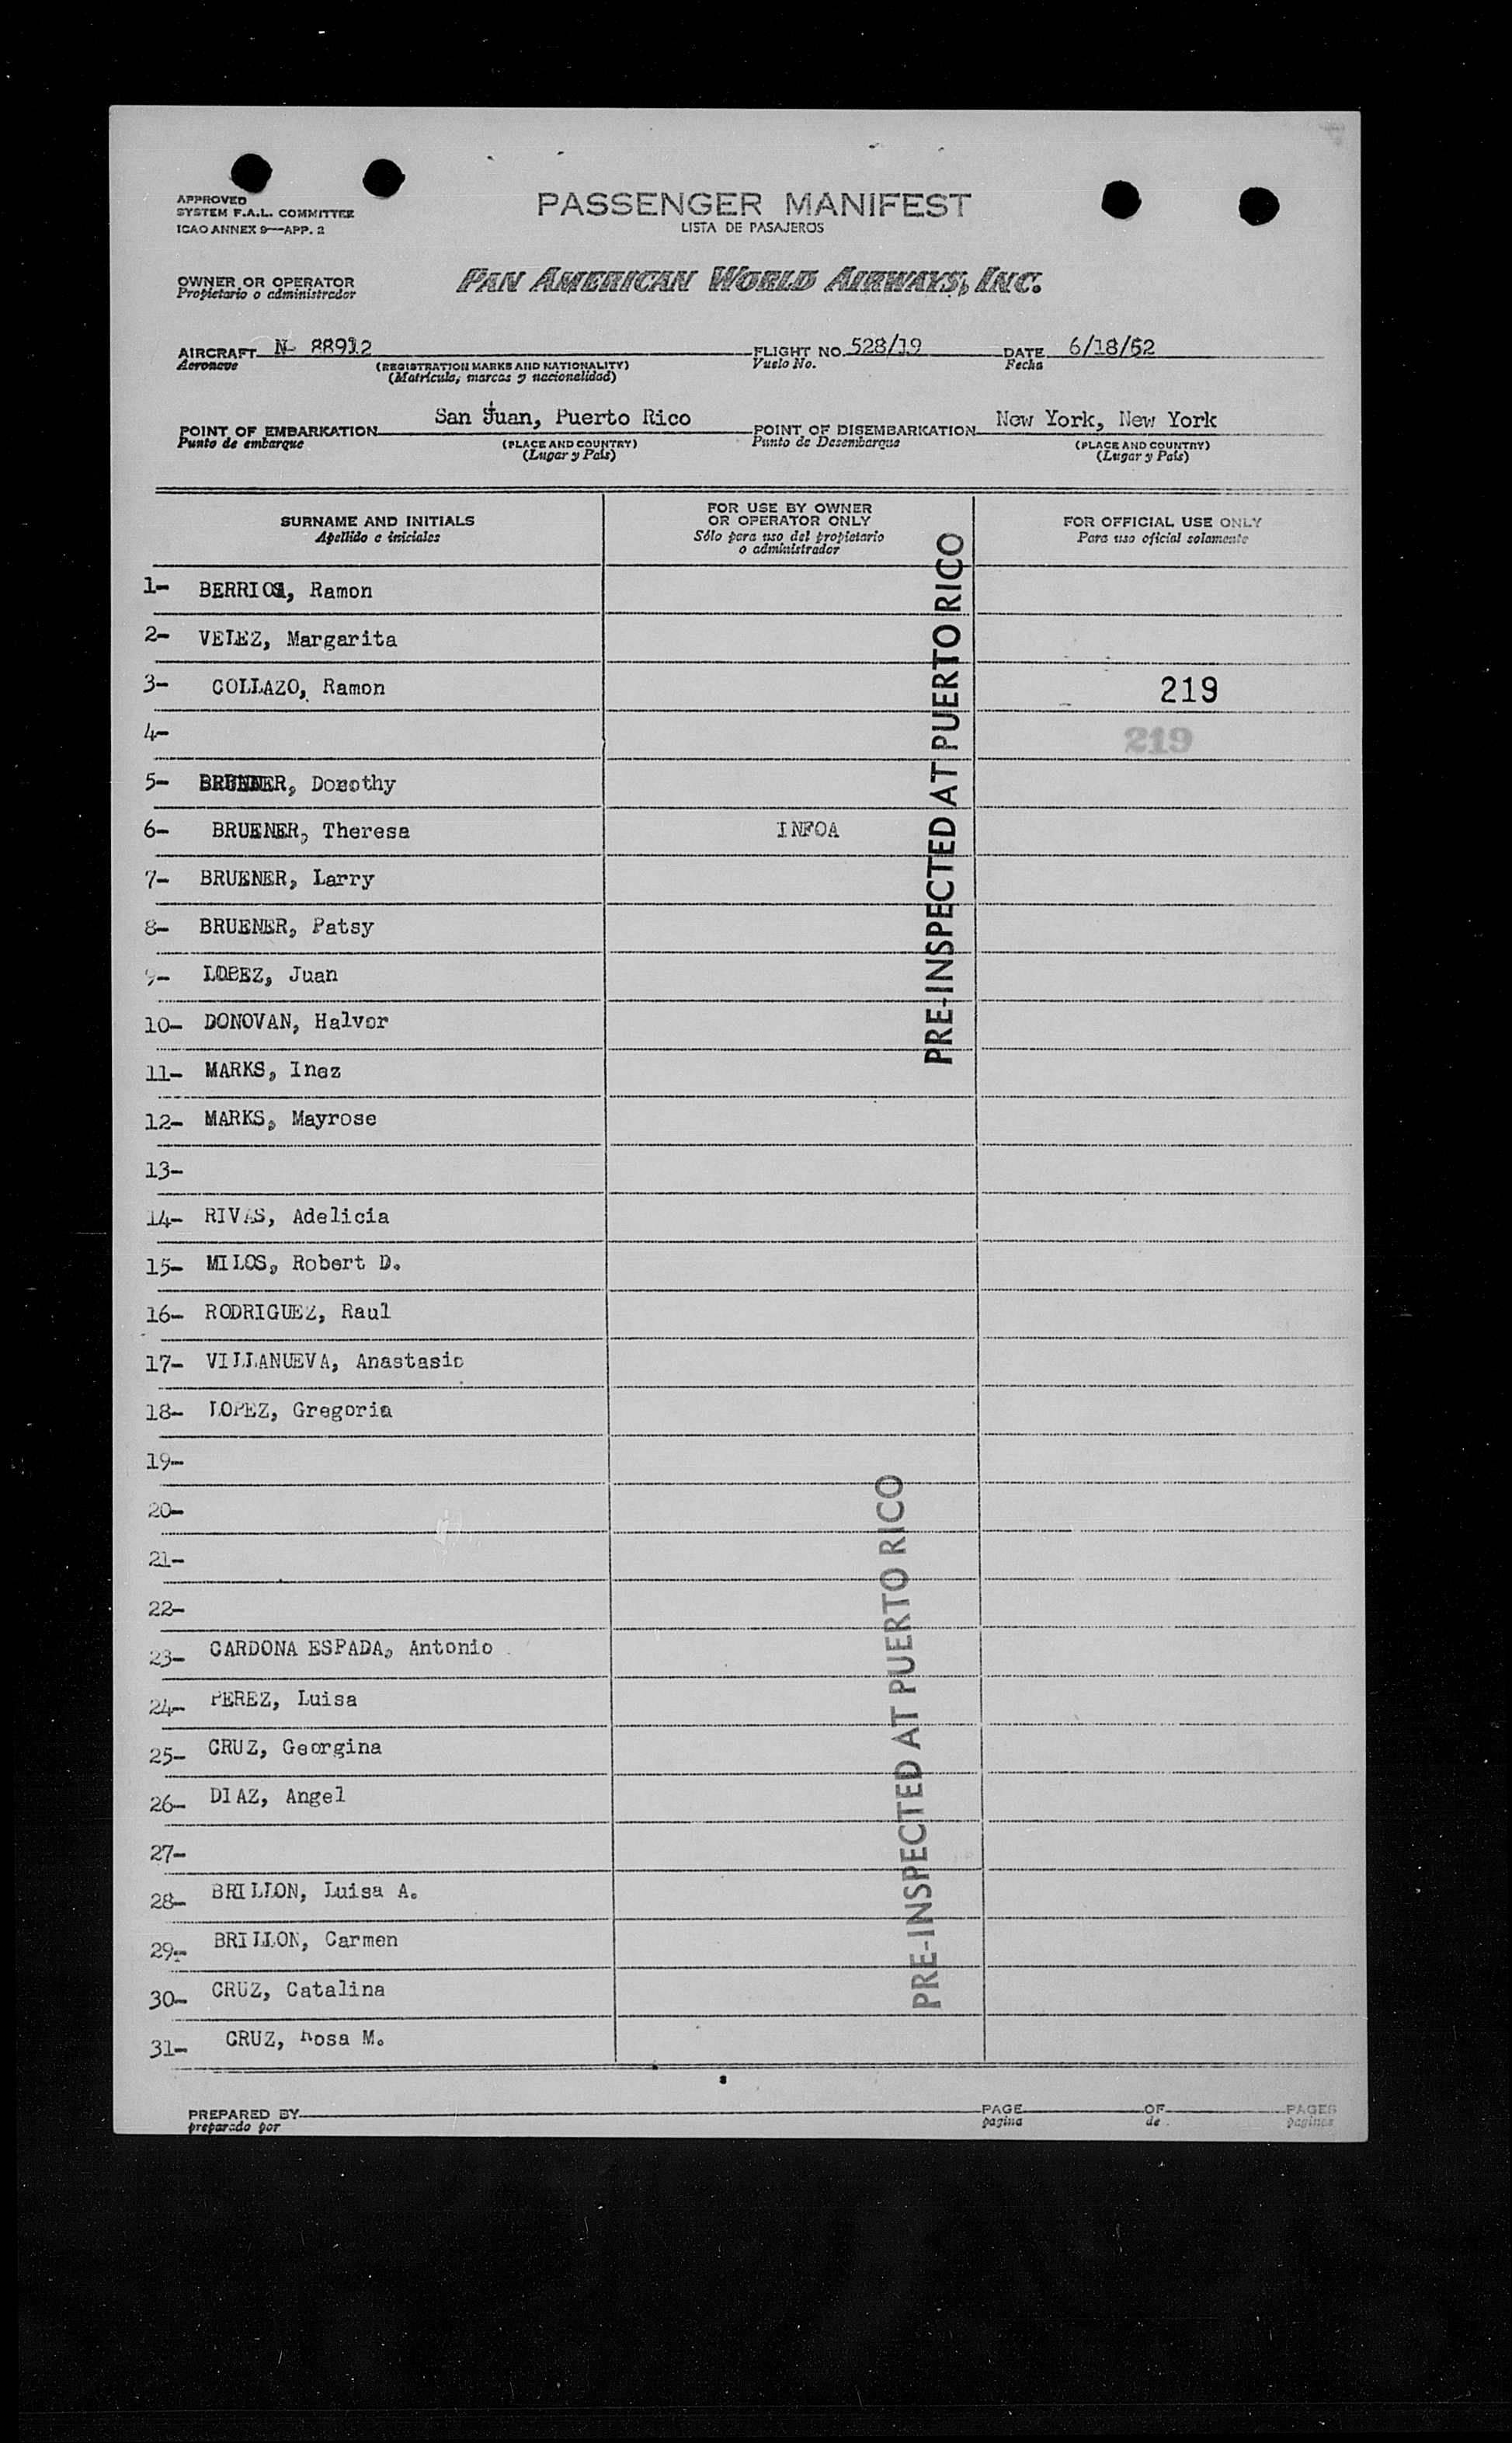 APPROVED
SYSTEM F.A.L. COMMITTEE
ICAO ANNEX 9—APP. 2
PASSENGER MANIFEST
LISTA DE PASAJEROS
OWNER OR OPERATOR
Propietario o administrador
PAN AMERICAN WORLD AIRWAYS, INC.
AIRCRAFT N- 88912 FLIGHT NO. 528/19 DATE 6/18/52
Aeronave (REGISTRATION MARKS AND NATIONALITY) Vuelo No. Fecha
(Matricula, marcas y nacionalidad)
POINT OF EMBARKATION San Juan, Puerto Rico POINT OF DISEMBARKATION New York, New York
Punto de embarque (PLACE AND COUNTRY) Punto de Desembarque (PLACE AND COUNTRY)
(Lugar y País) (Lugar y País)
SURNAME AND INITIALS
Apellido e iniciales
FOR USE BY OWNER
OR OPERATOR ONLY
Sólo para uso del propietario
o administrador
FOR OFFICIAL USE ONLY
Para uso oficial solamente
1- BERRIOS, Ramon
2- VELEZ, Margarita
3- COLLAZO, Ramon 219
4- 219
5- BRUENER, Dorothy
6- BRUENER, Theresa INFOA
7- BRUENER, Larry
8- BRUENER, Patsy
9- LOPEZ, Juan
10- DONOVAN, Halvor
11- MARKS, Inez
12- MARKS, Mayrose
13-
14- RIVAS, Adelicia
15- MILOS, Robert D.
16- RODRIGUEZ, Raul
17- VILLANUEVA, Anastasio
18- LOPEZ, Gregoria
19-
20-
21-
22-
23- CARDONA ESPADA, Antonio
24- PEREZ, Luisa
25- CRUZ, Georgina
26- DIAZ, Angel
27-
28- BRILLON, Luisa A.
29- BRILLON, Carmen
30- CRUZ, Catalina
31- CRUZ, Rosa M.
PRE-INSPECTED AT PUERTO RICO
PRE-INSPECTED AT PUERTO RICO
PREPARED BY PAGE OF PAGES
preparado por pagina de paginas